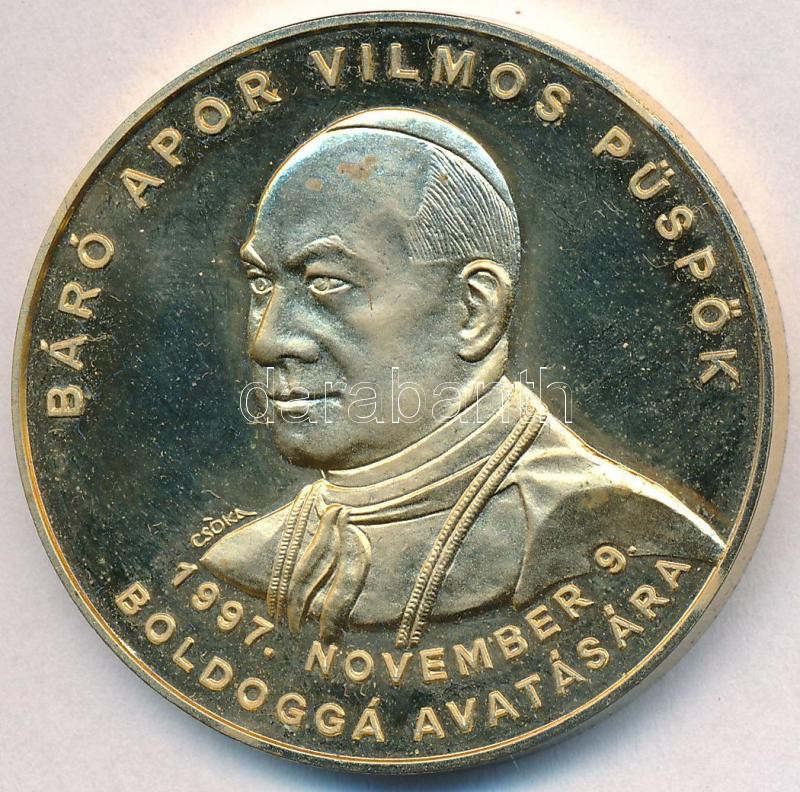 BÁRÓ APOR VILMOS PÜSPÖK
darabanth
CSÓKA
1997. NOVEMBER 9.
BOLDOGGÁ AVATÁSÁRA